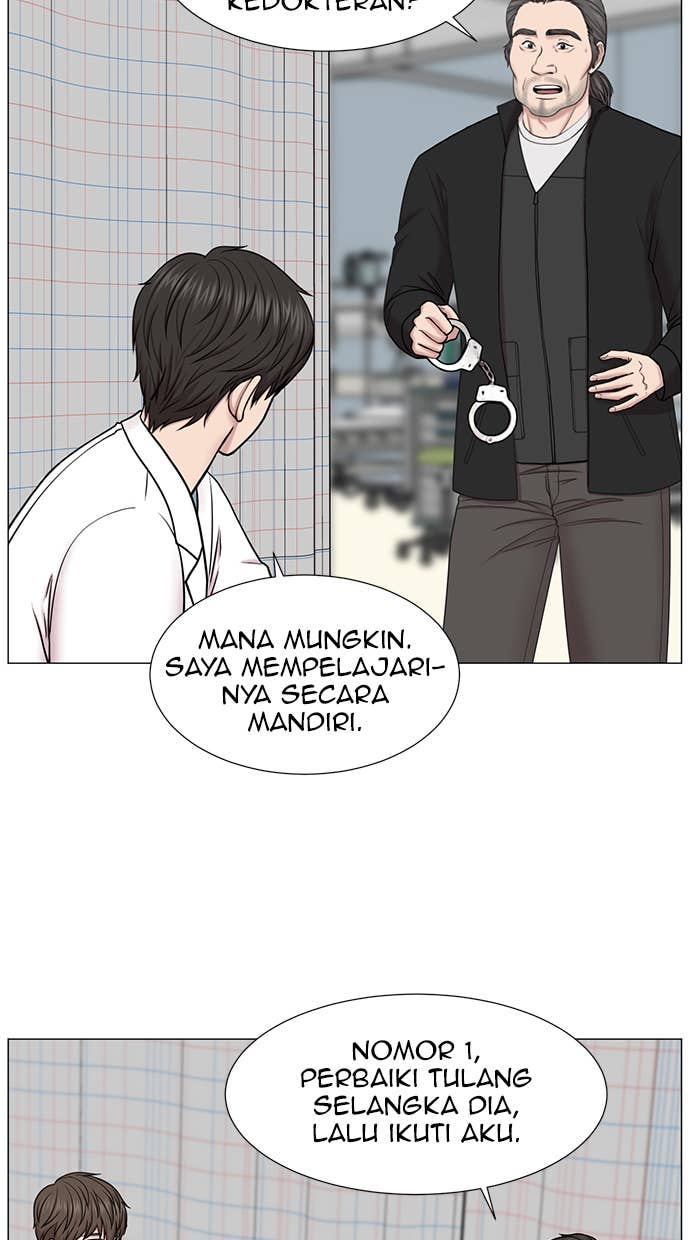 KEDOKTERAN?
MANA MUNGKIN.
SAYA MEMPELAJARI-
NYA SECARA
MANDIRI.
NOMOR 1,
PERBAIKI TULANG
SELANGKA DIA,
LALU IKUTI AKU.